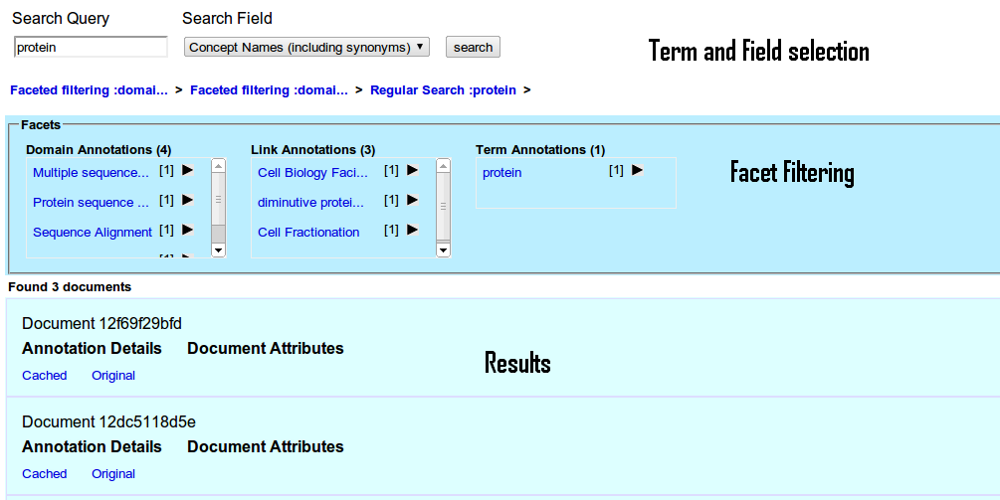 Search Query Search Field
protein Concept Names (including synonyms) search
Term and Field selection
Faceted filtering :domai... > Faceted filtering :domai... > Regular Search :protein >
Facets
Domain Annotations (4) Link Annotations (3) Term Annotations (1)
Multiple sequence... [1] Cell Biology Faci... [1] protein [1]
Facet Filtering
Protein sequence ... [1] diminutive protei... [1]
Sequence Alignment [1] Cell Fractionation [1]
Found 3 documents
Document 12f69f29bfd
Annotation Details Document Attributes
Results
Cached Original
Document 12dc5118d5e
Annotation Details Document Attributes
Cached Original